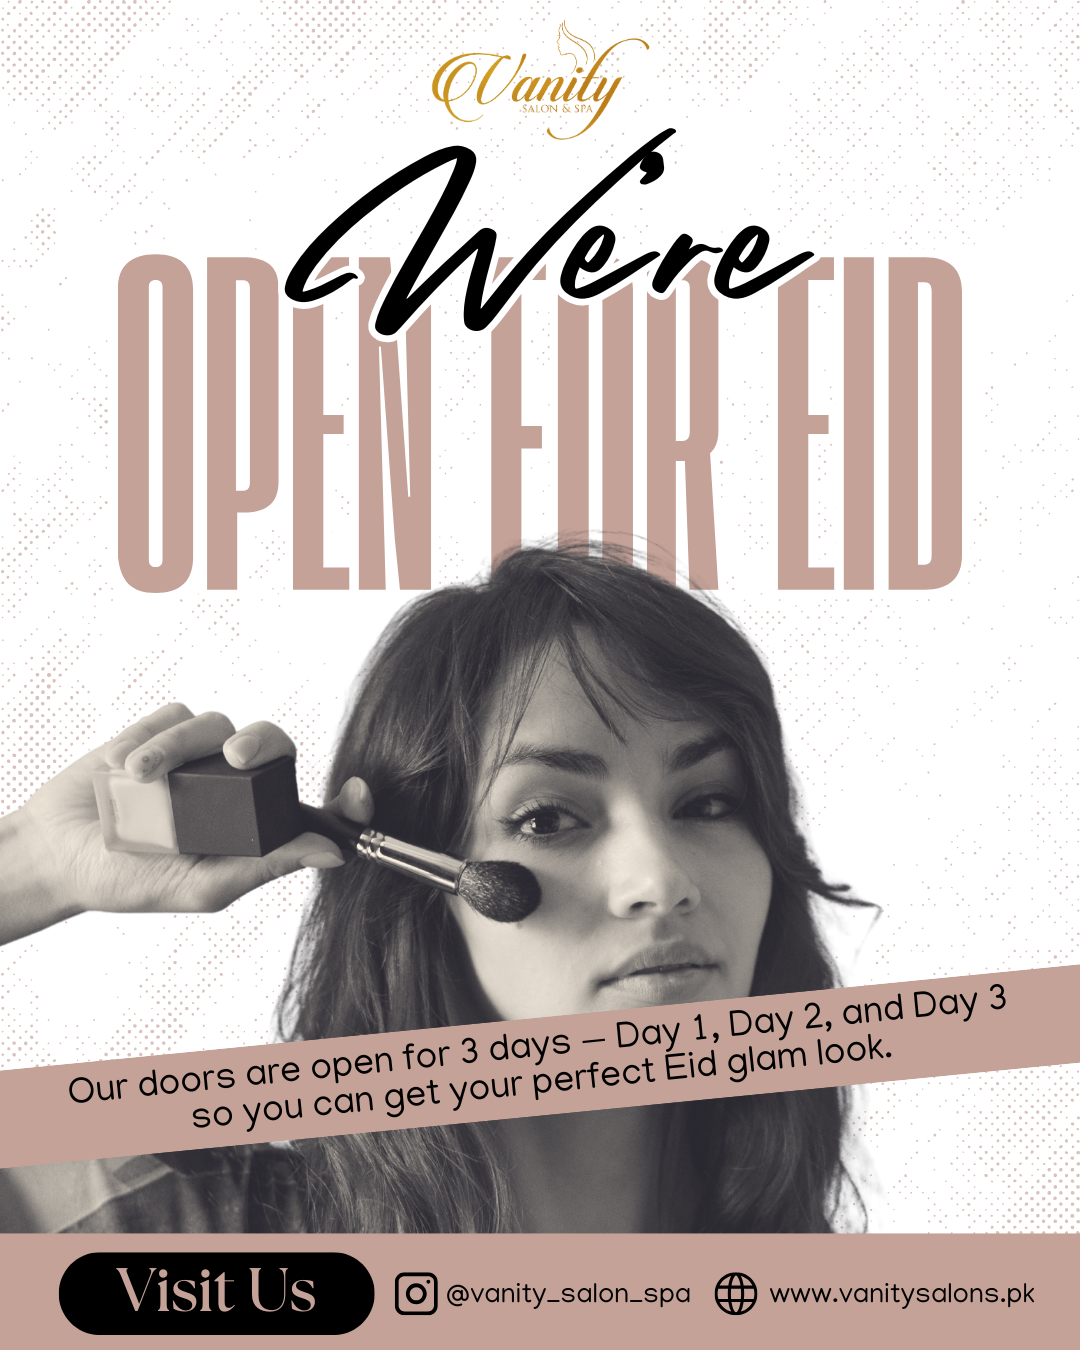 Vanity
SALON & SPA
We're
OPEN FOR EID
Our doors are open for 3 days – Day 1, Day 2, and Day 3
so you can get your perfect Eid glam look.
Visit Us
@vanity_salon_spa
www.vanitysalons.pk